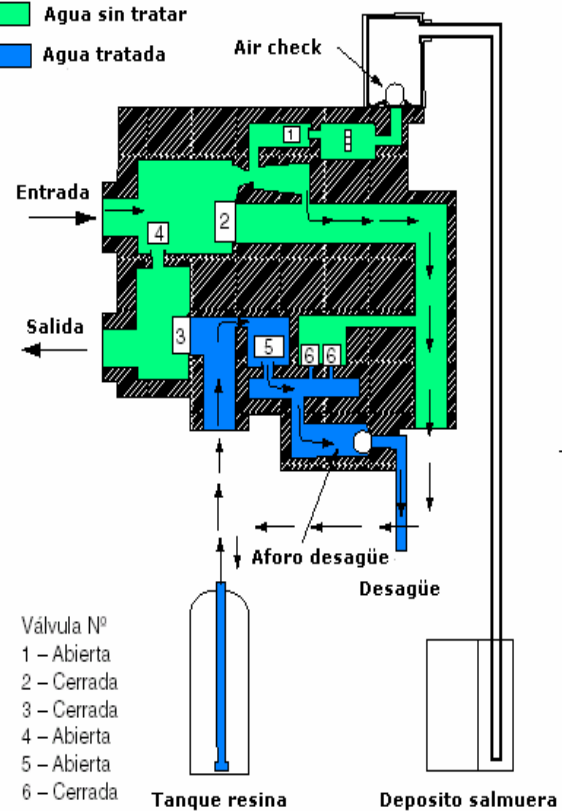 Agua sin tratar
Agua tratada
Air check
1
Entrada
2
4
Salida
3
5
6 6
Aforo desagüe
Desagüe
Válvula Nº
1 – Abierta
2 – Cerrada
3 – Cerrada
4 – Abierta
5 – Abierta
6 – Cerrada
Tanque resina
Deposito salmuera